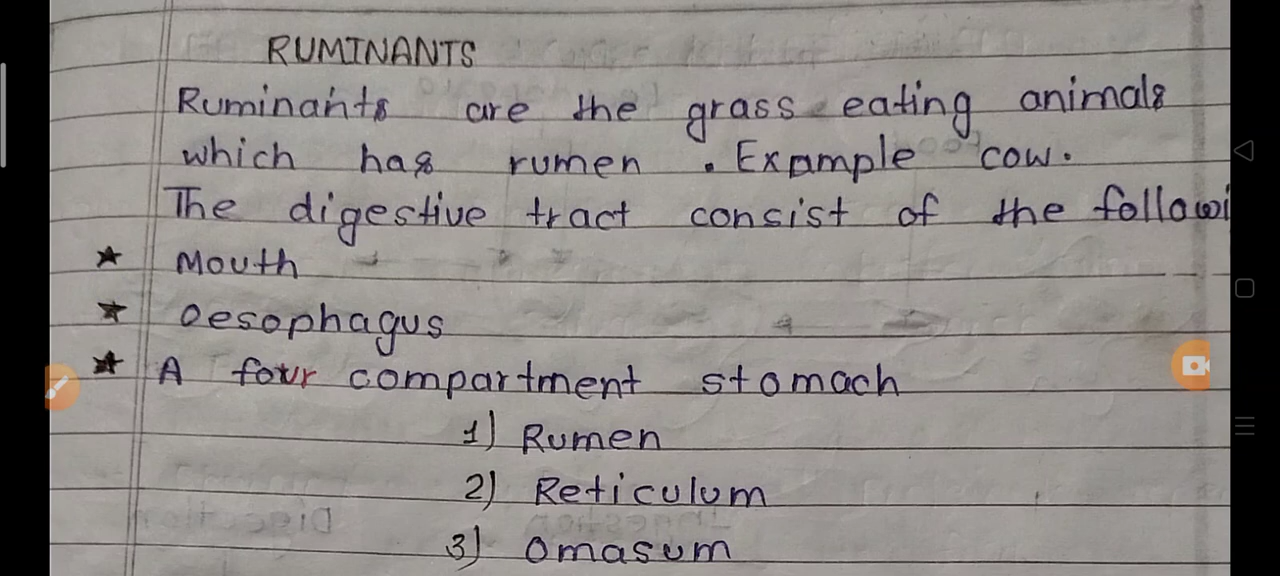 RUMINANTS
Ruminants are the grass eating animals
which has rumen . Example cow.
The digestive tract consist of the followi
★ Mouth
★ Oesophagus
★ A four compartment stomach
1) Rumen
2) Reticulum
3) Omasum